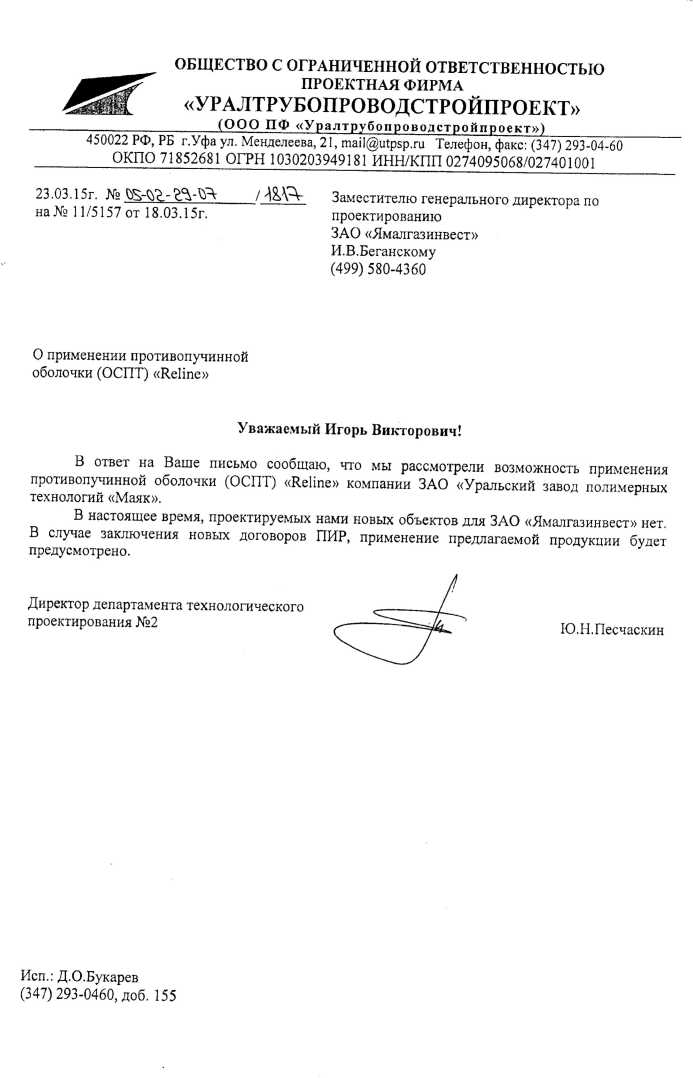 ОБЩЕСТВО С ОГРАНИЧЕННОЙ ОТВЕТСТВЕННОСТЬЮ
ПРОЕКТНАЯ ФИРМА
«УРАЛТРУБОПРОВОДСТРОЙПРОЕКТ»
(ООО ПФ «Уралтрубопроводстройпроект»)
450022 РФ, РБ г.Уфа ул. Менделеева, 21, mail@utpsp.ru Телефон, факс: (347) 293-04-60
ОКПО 71852681 ОГРН 1030203949181 ИНН/КПП 0274095068/027401001
23.03.15г. № 05-02-29-07 / 1817
на № 11/5157 от 18.03.15г.
Заместителю генерального директора по
проектированию
ЗАО «Ямалгазинвест»
И.В.Беганскому
(499) 580-4360
О применении противопучинной
оболочки (ОСПТ) «Reline»
Уважаемый Игорь Викторович!
В ответ на Ваше письмо сообщаю, что мы рассмотрели возможность применения
противопучинной оболочки (ОСПТ) «Reline» компании ЗАО «Уральский завод полимерных
технологий «Маяк».
В настоящее время, проектируемых нами новых объектов для ЗАО «Ямалгазинвест» нет.
В случае заключения новых договоров ПИР, применение предлагаемой продукции будет
предусмотрено.
Директор департамента технологического
проектирования №2
Ю.Н.Песчаскин
Исп.: Д.О.Букарев
(347) 293-0460, доб. 155